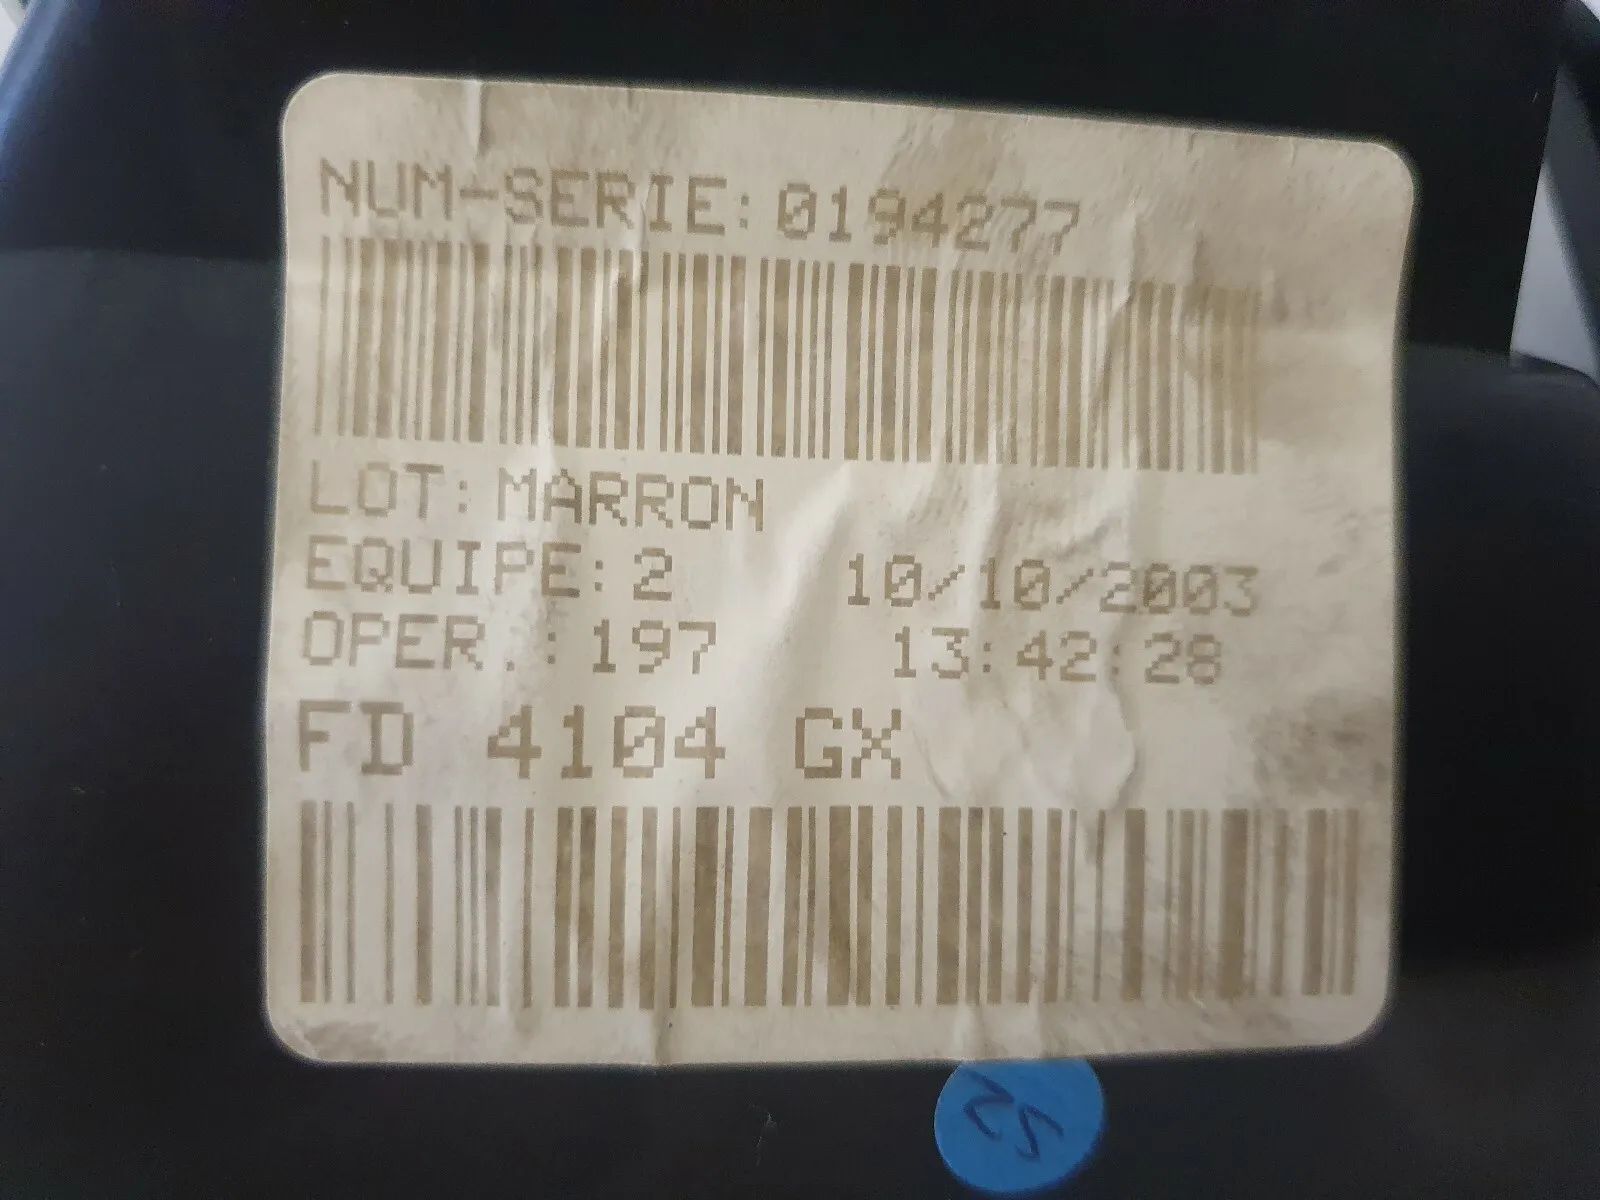 NUM-SERIE: 0194277
LOT: MARRON
EQUIPE: 2 10/10/2003
OPER.: 197 13:42:28
FD 4104 GX